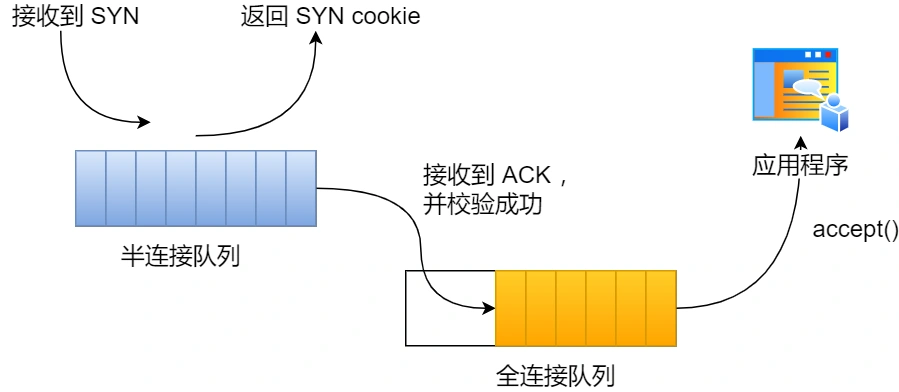 接收到 SYN
返回 SYN cookie
应用程序
接收到 ACK，
并校验成功
accept()
半连接队列
全连接队列